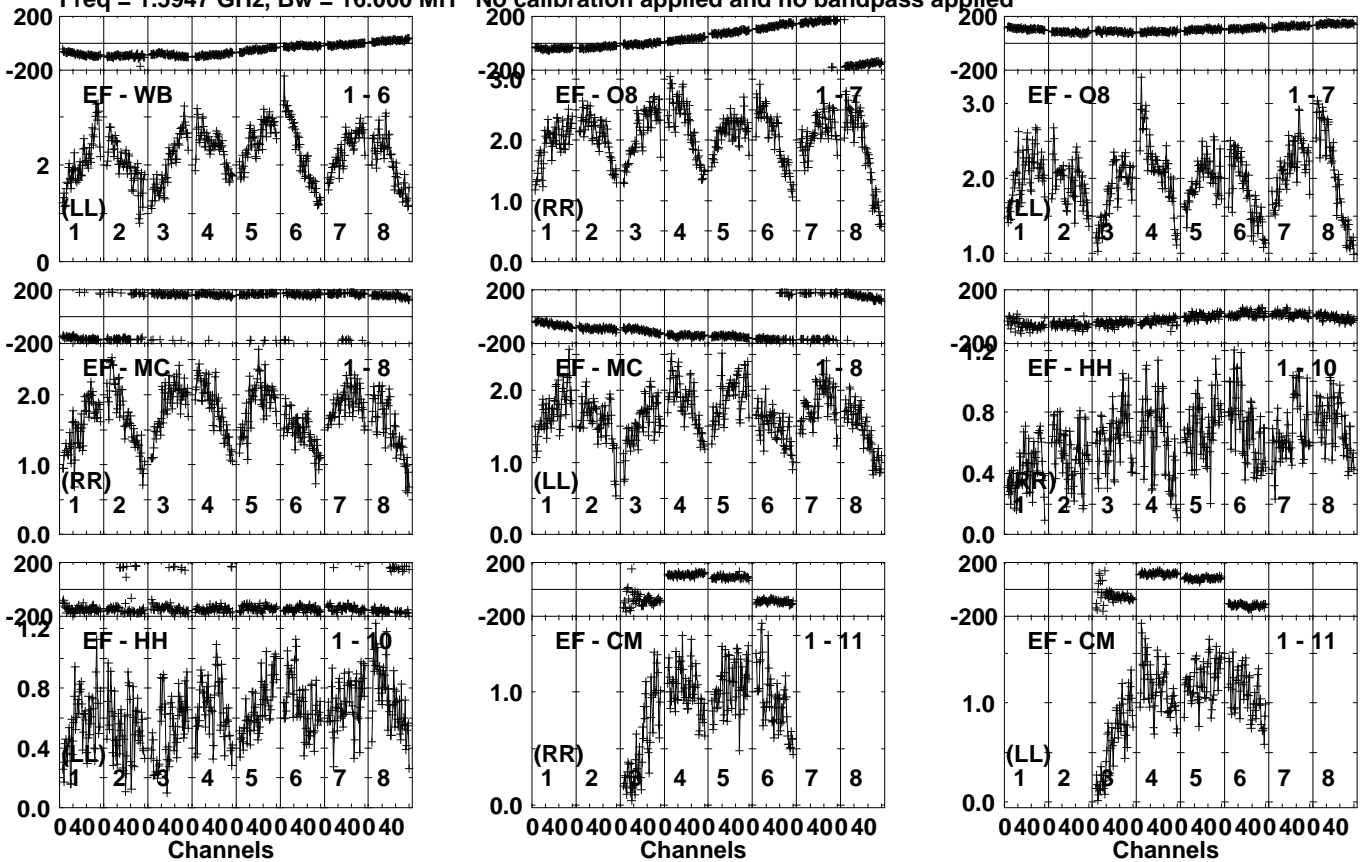 Freq = 1.5947 GHz, Bw = 16.000 MH No calibration applied and no bandpass applied
200 200 200
-200 -200 -200
EF - WB 1 - 6
3.0 EF - O8 1 - 7
EF - O8 1 - 7
3.0
2 2.0 2.0
(LL) (RR) (LL)
1 2 3 4 5 6 7 8
1 2 3 4 5 6 7 8
1 2 3 4 5 6 7 8
0 0.0 1.0
1.0
200 200 200
-200 -200 -200
EF - MC 1 - 8
EF - MC 1 - 8
1.2 EF - HH 1 - 10
2.0 2.0 0.8
1.0 1.0 0.4
(RR) (LL) (RR)
1 2 3 4 5 6 7 8
1 2 3 4 5 6 7 8
1 2 3 4 5 6 7 8
0.0 0.0 0.0
200 200 200
-200 -200 -200
1.2 EF - HH 1 - 10
EF - CM 1 - 11
EF - CM 1 - 11
0.8 1.0 1.0
0.4
(LL) (RR) (LL)
1 2 3 4 5 6 7 8
1 2 3 4 5 6 7 8
1 2 3 4 5 6 7 8
0.0 0.0 0.0
0 40 0 40 0 40 0 40 0 40 0 40 0 40 0 40
0 40 0 40 0 40 0 40 0 40 0 40 0 40 0 40
0 40 0 40 0 40 0 40 0 40 0 40 0 40 0 40
Channels Channels Channels